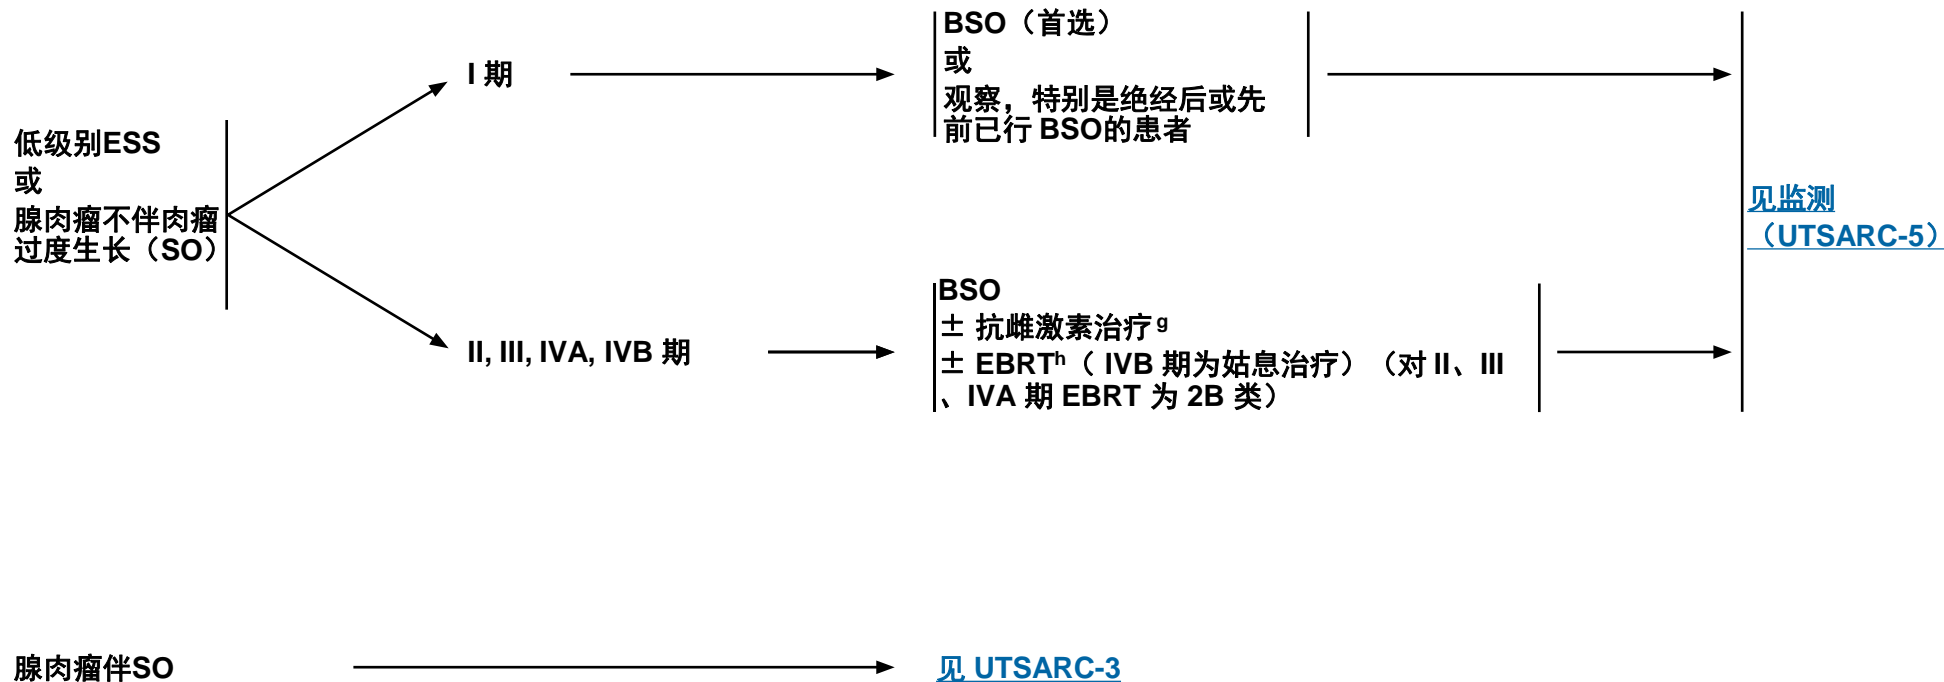 低级别ESS
或
腺肉瘤不伴肉瘤
过度生长（SO）
I 期
BSO（首选）
或
观察，特别是绝经后或先
前已行 BSO的患者
II, III, IVA, IVB 期
BSO
± 抗雌激素治疗g
± EBRTh（ IVB 期为姑息治疗）（对 II、III
、IVA 期 EBRT 为 2B 类）
见监测
（UTSARC-5）
腺肉瘤伴SO
见 UTSARC-3